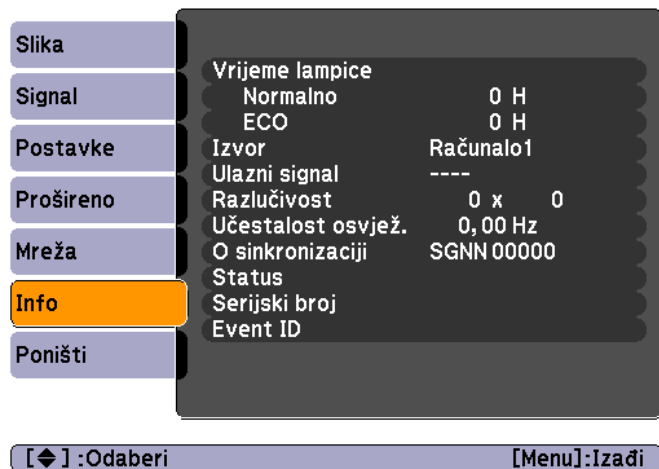 Slika
Signal
Postavke
Prošireno
Mreža
Info
Poništi
Vrijeme lampice
Normalno 0 H
ECO 0 H
Izvor Računalo1
Ulazni signal ----
Razlučivost 0 x 0
Učestalost osvjež. 0,00 Hz
O sinkronizaciji SGNN 00000
Status
Serijski broj
Event ID
[◆] :Odaberi [Menu]:Izađi